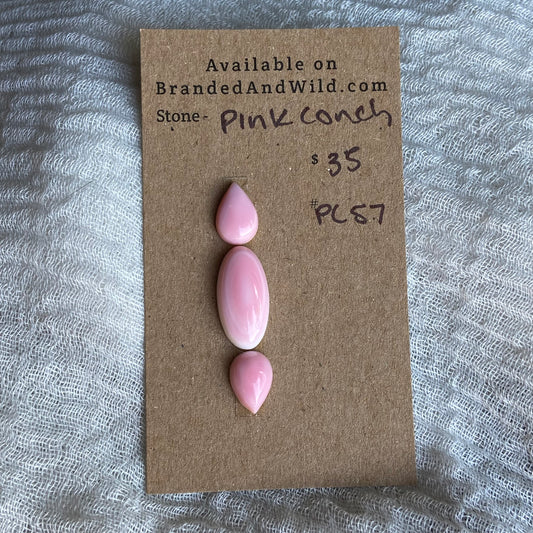 Available on
BrandedAndWild.com
Stone- Pink Conch
$ 35
# PC57